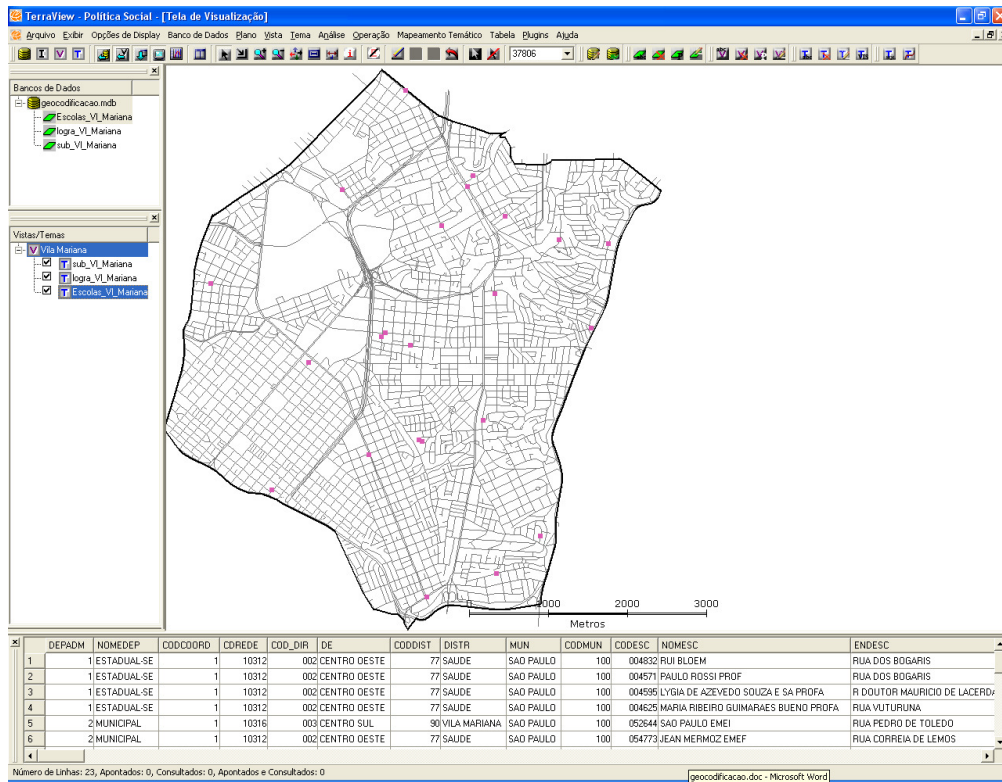 TerraView - Política Social - [Tela de Visualização]
Arquivo Exibir Opções de Display Banco de Dados Plano Vista Tema Análise Operação Mapeamento Temático Tabela Plugins Ajuda
37806
Bancos de Dados
geocodificacao.mdb
Escolas_VI_Mariana
logra_VI_Mariana
sub_VI_Mariana
Vistas/Temas
Vila Mariana
sub_VI_Mariana
logra_VI_Mariana
Escolas_VI_Mariana
0 1000 2000 3000
Metros
DEPADM NOMEDEP CODCOORD CDREDE COD_DIR DE CODDIST DISTR MUN CODMUN CODESC NOMESC ENDESC
1 1 ESTADUAL-SE 1 10312 002 CENTRO OESTE 77 SAUDE SAO PAULO 100 004832 RUI BLOEM RUA DOS BOGARIS
2 1 ESTADUAL-SE 1 10312 002 CENTRO OESTE 77 SAUDE SAO PAULO 100 004571 PAULO ROSSI PROF RUA DOS BOGARIS
3 1 ESTADUAL-SE 1 10312 002 CENTRO OESTE 77 SAUDE SAO PAULO 100 004595 LYGIA DE AZEVEDO SOUZA E SA PROFA R DOUTOR MAURICIO DE LACERDA
4 1 ESTADUAL-SE 1 10312 002 CENTRO OESTE 77 SAUDE SAO PAULO 100 004625 MARIA RIBEIRO GUIMARAES BUENO PROFA RUA VUTURUNA
5 2 MUNICIPAL 1 10316 003 CENTRO SUL 90 VILA MARIANA SAO PAULO 100 052644 SAO PAULO EMEI RUA PEDRO DE TOLEDO
6 2 MUNICIPAL 1 10312 002 CENTRO OESTE 77 SAUDE SAO PAULO 100 054773 JEAN MERMOZ EMEF RUA CORREIA DE LEMOS
Número de Linhas: 23, Apontados: 0, Consultados: 0, Apontados e Consultados: 0
geocodificacao.doc - Microsoft Word